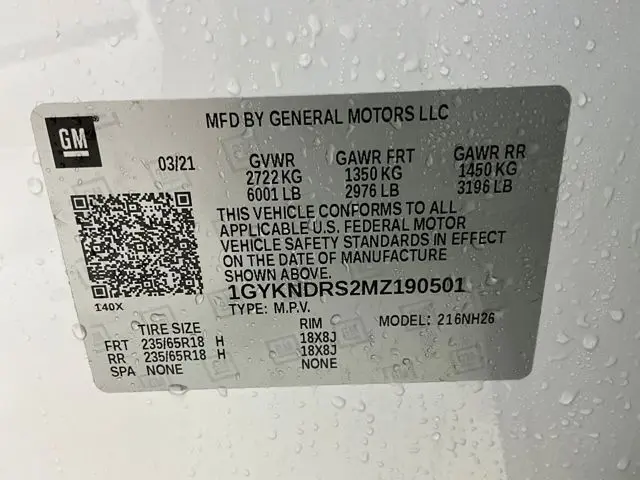 GM
MFD BY GENERAL MOTORS LLC
03/21 GVWR GAWR FRT GAWR RR
2722 KG 1350 KG 1450 KG
6001 LB 2976 LB 3196 LB
THIS VEHICLE CONFORMS TO ALL
APPLICABLE U.S. FEDERAL MOTOR
VEHICLE SAFETY STANDARDS IN EFFECT
ON THE DATE OF MANUFACTURE
1GYKNDRS2MZ190501
140X TYPE: M.P.V.
TIRE SIZE RIM MODEL: 216NH26
FRT 235/65R18 H 18X8J
RR 235/65R18 H 18X8J
SPA NONE NONE